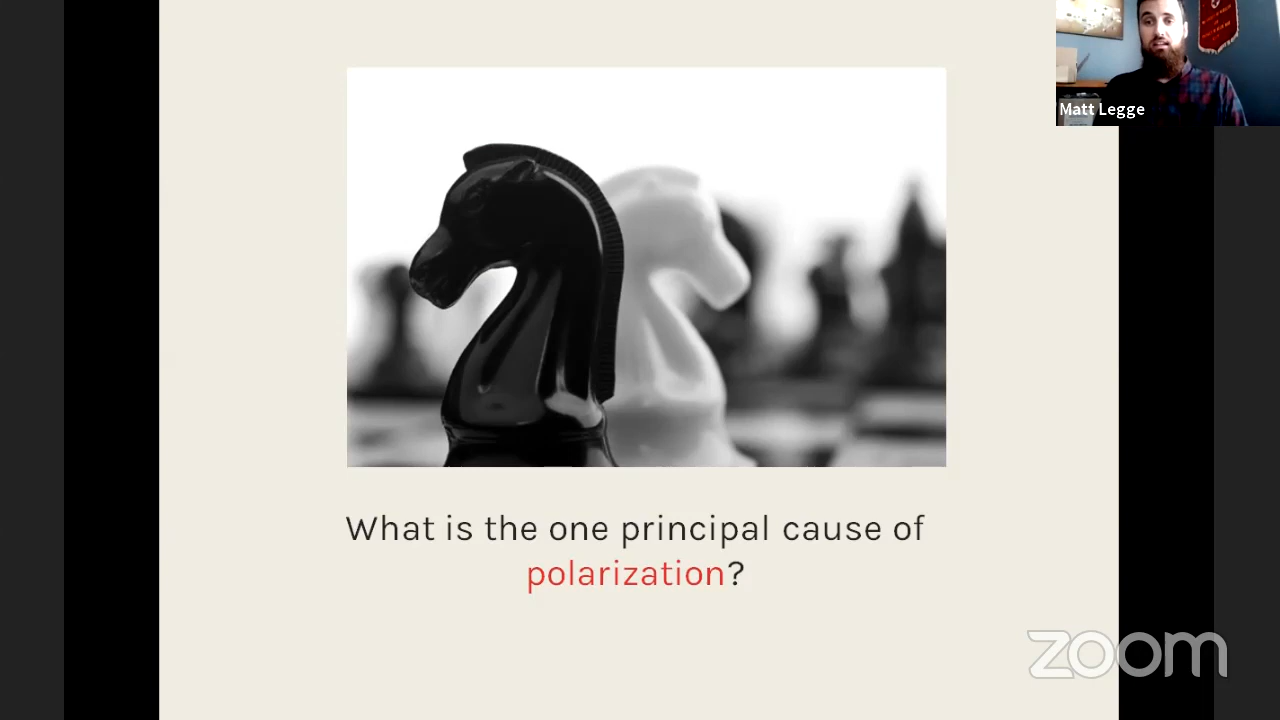 Matt Legge
What is the one principal cause of
polarization?
zoom